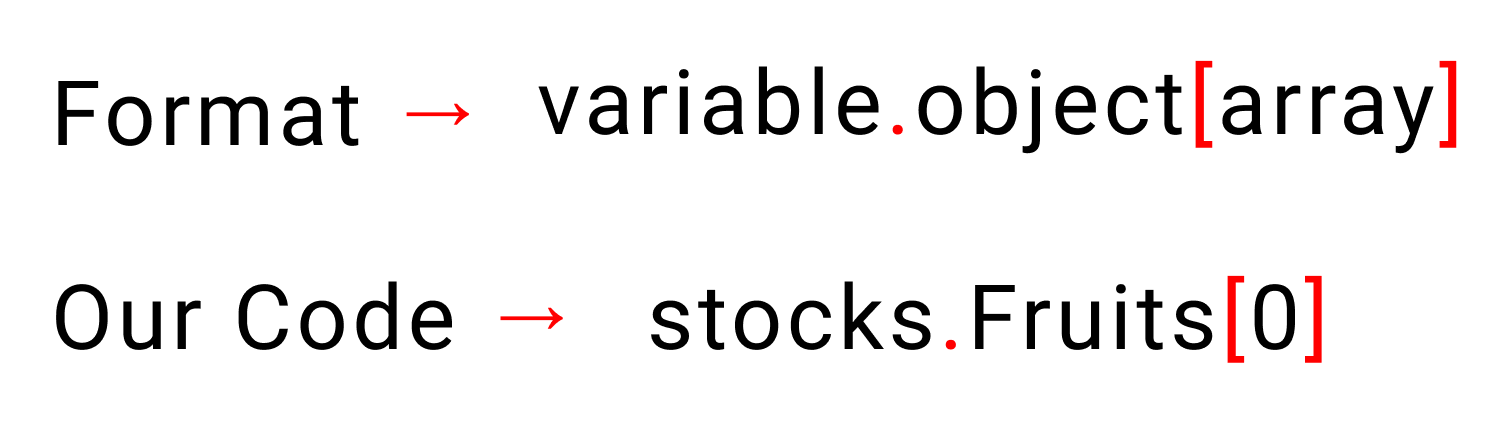 Format → variable.object[array]
Our Code → stocks.Fruits[0]